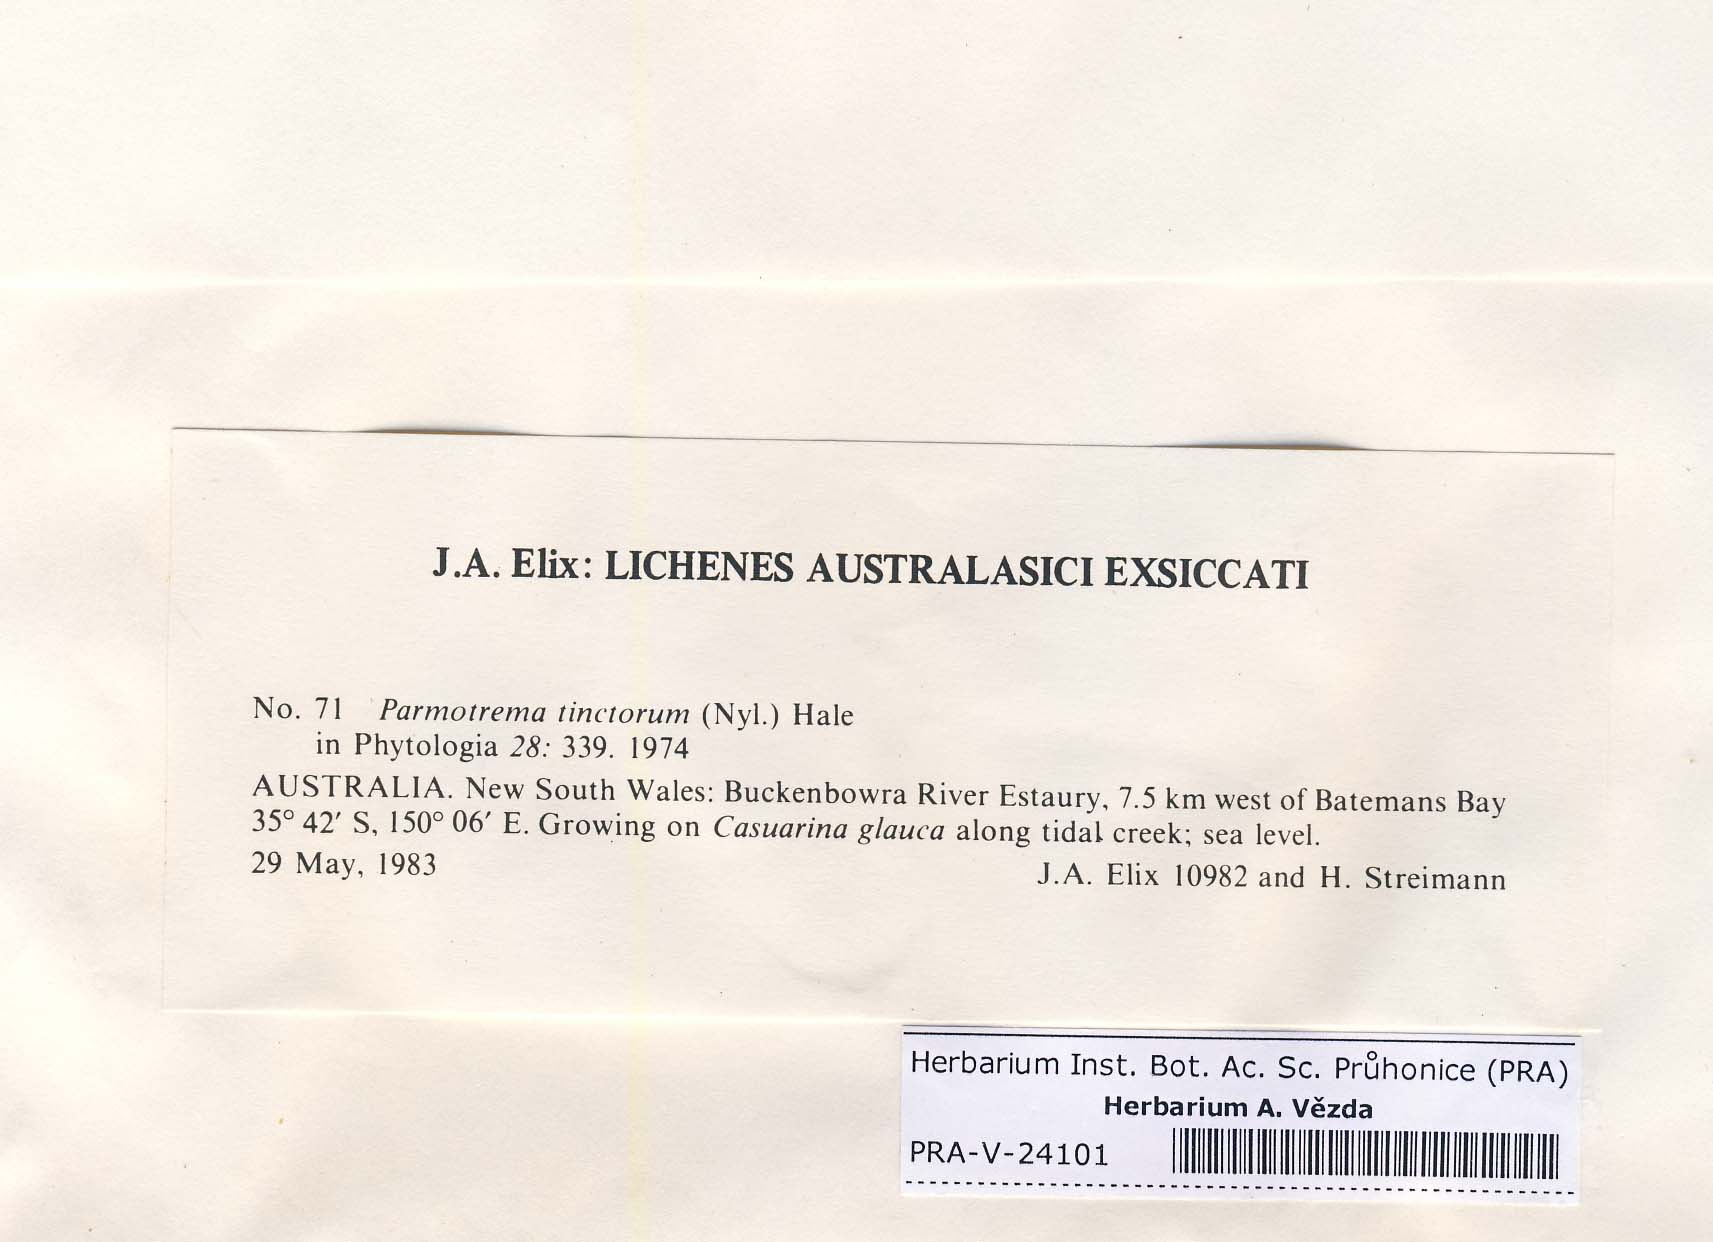 J.A. Elix: LICHENES AUSTRALASICI EXSICCATI
No. 71 Parmotrema tinctorum (Nyl.) Hale
in Phytologia 28: 339. 1974
AUSTRALIA. New South Wales: Buckenbowra River Estaury, 7.5 km west of Batemans Bay
35° 42′ S, 150° 06′ E. Growing on Casuarina glauca along tidal creek; sea level.
29 May, 1983 J.A. Elix 10982 and H. Streimann
Herbarium Inst. Bot. Ac. Sc. Průhonice (PRA)
Herbarium A. Vězda
PRA-V-24101